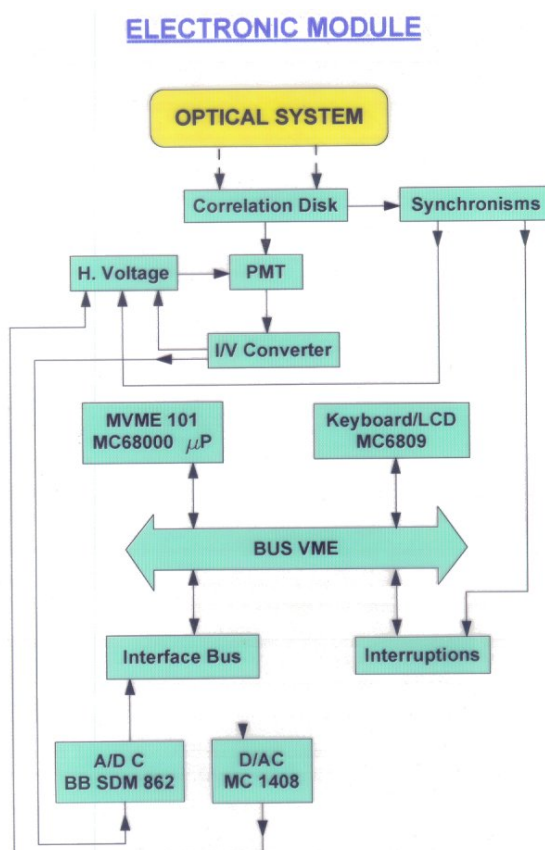 ELECTRONIC MODULE
OPTICAL SYSTEM
Correlation Disk
Synchronisms
H. Voltage
PMT
I/V Converter
MVME 101
MC68000 μP
Keyboard/LCD
MC6809
BUS VME
Interface Bus
Interruptions
A/D C
BB SDM 862
D/AC
MC 1408